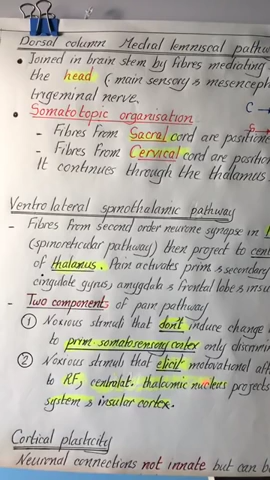 Dorsal column Medial lemniscal pathw
• Joined in brain stem by fibres mediating
the head (main sensory & mesenceph
trigeminal nerve.
C →
• Somatotopic organisation
S
- Fibres from Sacral cord are positione
- Fibres from Cervical cord are position
It continues through the thalamus
Ventrolateral spinothalamic pathway
- Fibres from second order neurone synapse in
(spinoreticular pathway) then project to cen
of thalamus. Pain activates prim & secondary
cingulate gyrus, amygdala & frontal lobe & insu
- Two components of pain pathway
① Noxious stimuli that don't induce change
to prim somatosensory cortex only discrim
② Noxious stimuli that elicit motivational aff
to RF, centrolat. thalamic nucleus projects
system & insular cortex.
Cortical plasticity
Neuronal connections not innate but can b